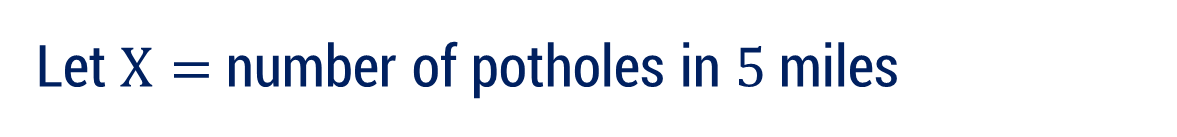 Let X = number of potholes in 5 miles